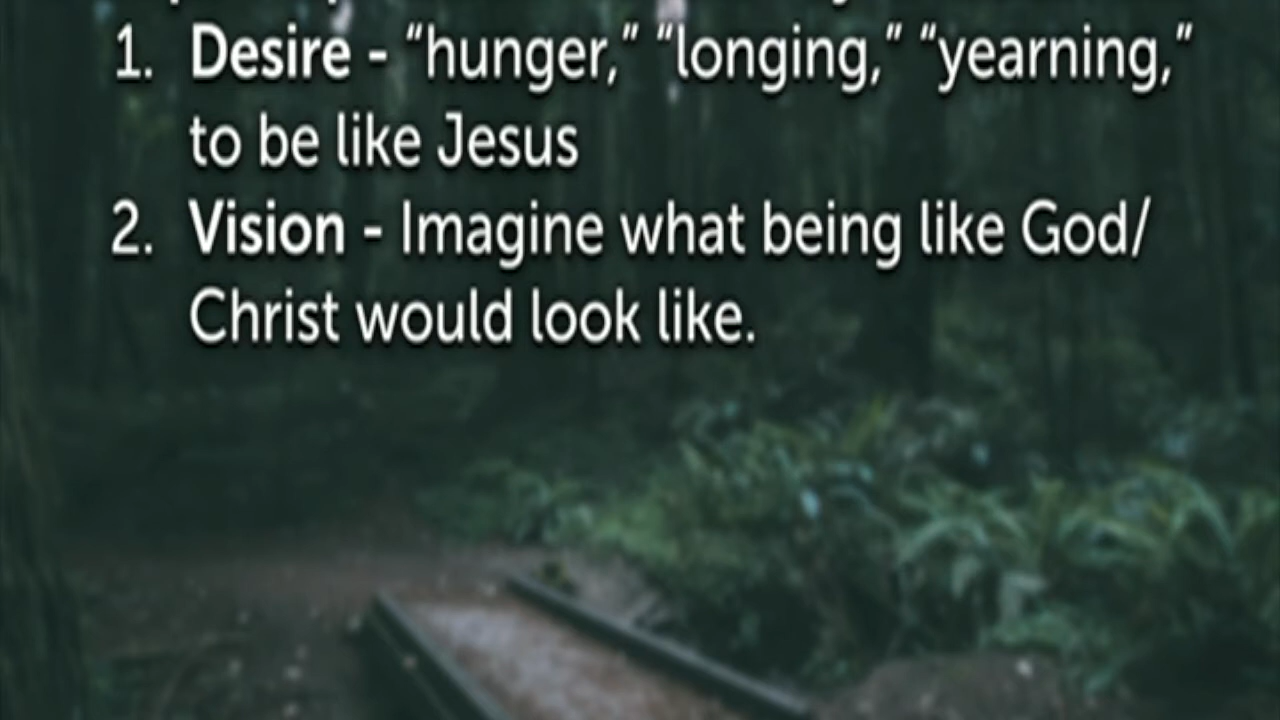 1. Desire - “hunger,” “longing,” “yearning,”
to be like Jesus
2. Vision - Imagine what being like God/
Christ would look like.